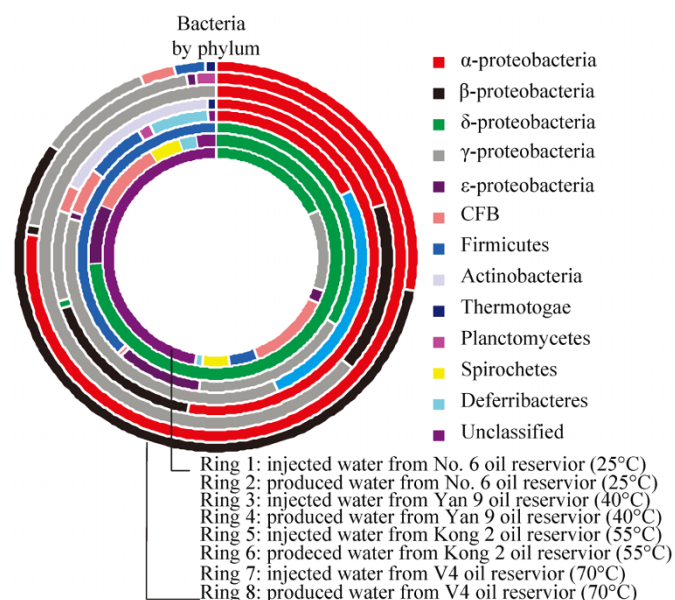 Bacteria
by phylum
α-proteobacteria
β-proteobacteria
δ-proteobacteria
γ-proteobacteria
ε-proteobacteria
CFB
Firmicutes
Actinobacteria
Thermotogae
Planctomycetes
Spirochetes
Deferribacteres
Unclassified
Ring 1: injected water from No. 6 oil reservior (25°C)
Ring 2: produced water from No. 6 oil reservior (25°C)
Ring 3: injected water from Yan 9 oil reservior (40°C)
Ring 4: produced water from Yan 9 oil reservior (40°C)
Ring 5: injected water from Kong 2 oil reservior (55°C)
Ring 6: prodeced water from Kong 2 oil reservior (55°C)
Ring 7: injected water from V4 oil reservior (70°C)
Ring 8: produced water from V4 oil reservior (70°C)